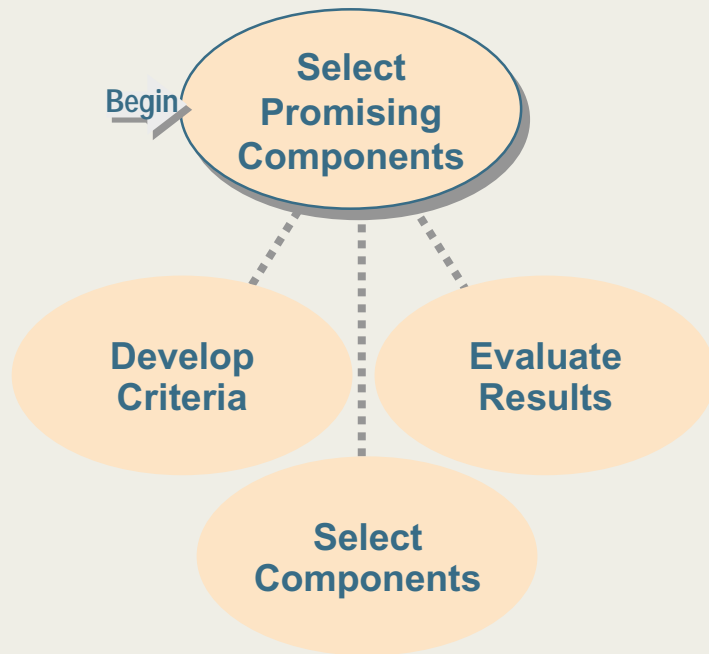 Begin
Select
Promising
Components
Develop
Criteria
Evaluate
Results
Select
Components